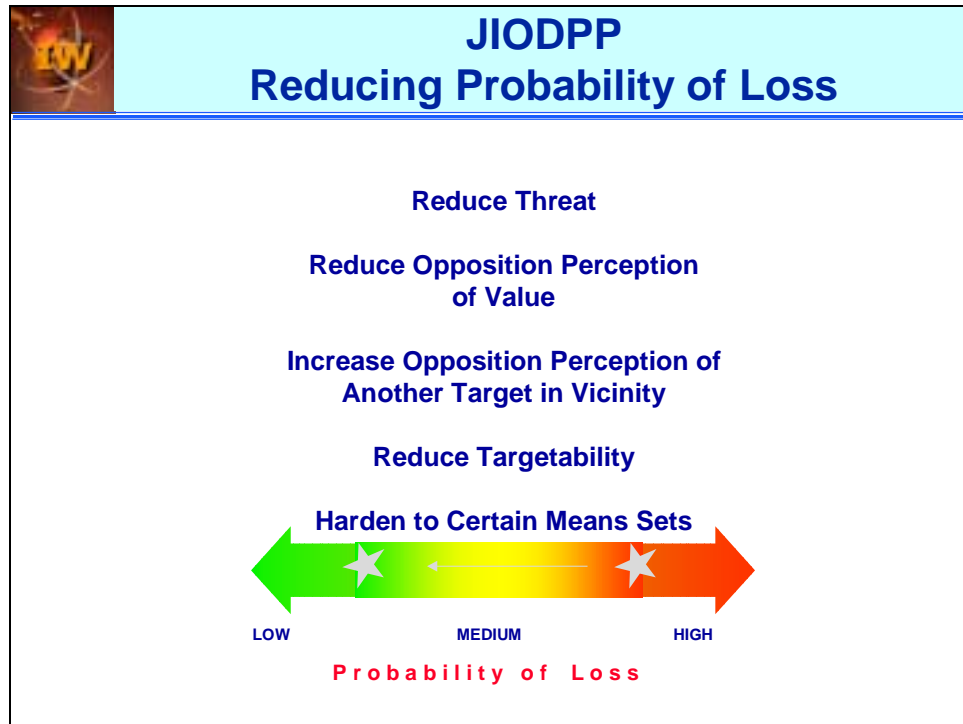 IW
JIODPP
Reducing Probability of Loss
Reduce Threat
Reduce Opposition Perception
of Value
Increase Opposition Perception of
Another Target in Vicinity
Reduce Targetability
Harden to Certain Means Sets
LOW MEDIUM HIGH
Probability of Loss